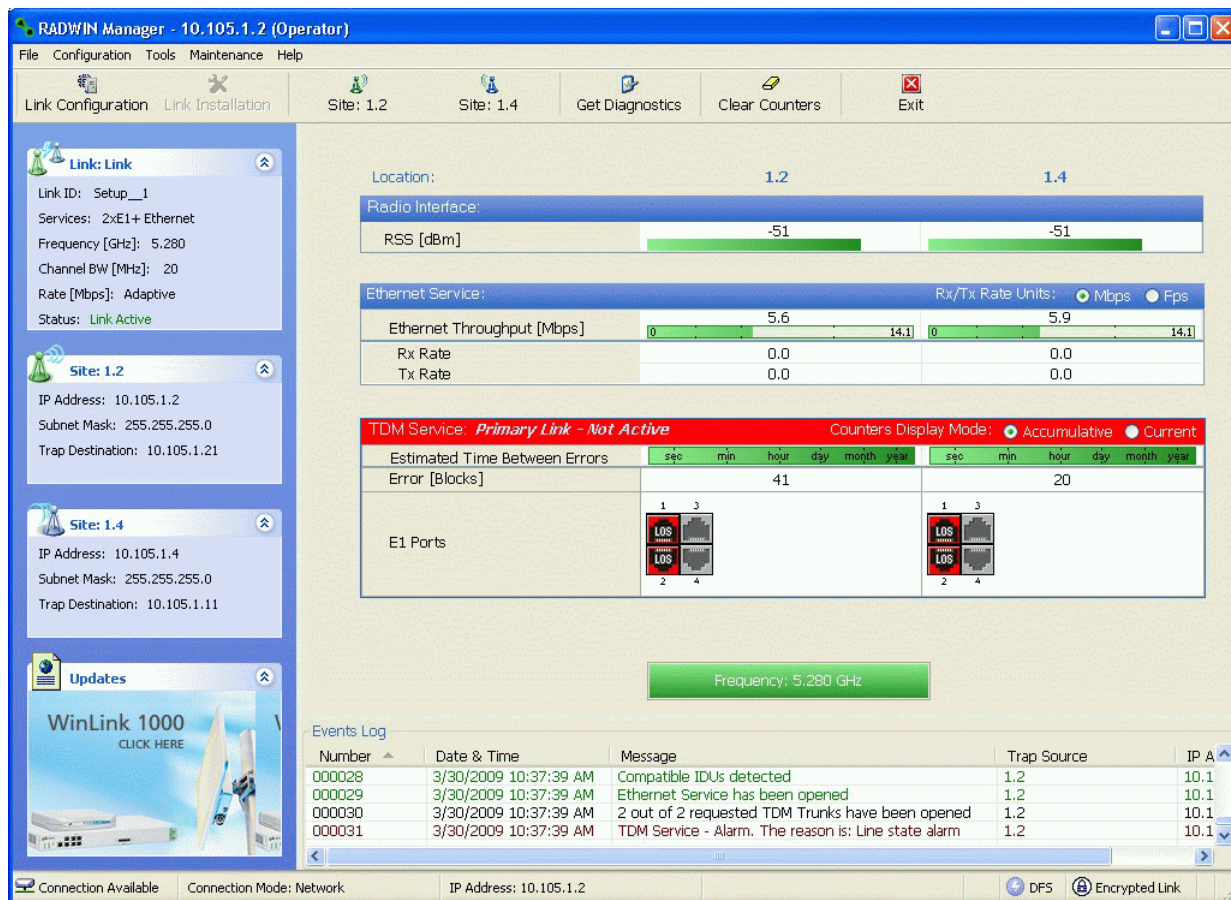 RADWIN Manager - 10.105.1.2 (Operator)
File Configuration Tools Maintenance Help
Link Configuration Link Installation Site: 1.2 Site: 1.4 Get Diagnostics Clear Counters Exit
Link: Link
Link ID: Setup__1
Services: 2xE1+ Ethernet
Frequency [GHz]: 5.280
Channel BW [MHz]: 20
Rate [Mbps]: Adaptive
Status: Link Active
Site: 1.2
IP Address: 10.105.1.2
Subnet Mask: 255.255.255.0
Trap Destination: 10.105.1.21
Site: 1.4
IP Address: 10.105.1.4
Subnet Mask: 255.255.255.0
Trap Destination: 10.105.1.11
Updates
WinLink 1000
CLICK HERE
Location: 1.2 1.4
Radio Interface:
RSS [dBm] -51 -51
Ethernet Service: Rx/Tx Rate Units: Mbps Fps
Ethernet Throughput [Mbps] 5.6 5.9
0 14.1 0 14.1
Rx Rate 0.0 0.0
Tx Rate 0.0 0.0
TDM Service: Primary Link - Not Active Counters Display Mode: Accumulative Current
Estimated Time Between Errors sec min hour day month year sec min hour day month year
Error [Blocks] 41 20
E1 Ports
1 3 1 3
LOS LOS
LOS LOS
2 4 2 4
Frequency: 5.280 GHz
Events Log
Number Date & Time Message Trap Source IP A
000028 3/30/2009 10:37:39 AM Compatible IDUs detected 1.2 10.1
000029 3/30/2009 10:37:39 AM Ethernet Service has been opened 1.2 10.1
000030 3/30/2009 10:37:39 AM 2 out of 2 requested TDM Trunks have been opened 1.2 10.1
000031 3/30/2009 10:37:39 AM TDM Service - Alarm. The reason is: Line state alarm 1.2 10.1
Connection Available Connection Mode: Network IP Address: 10.105.1.2 DFS Encrypted Link